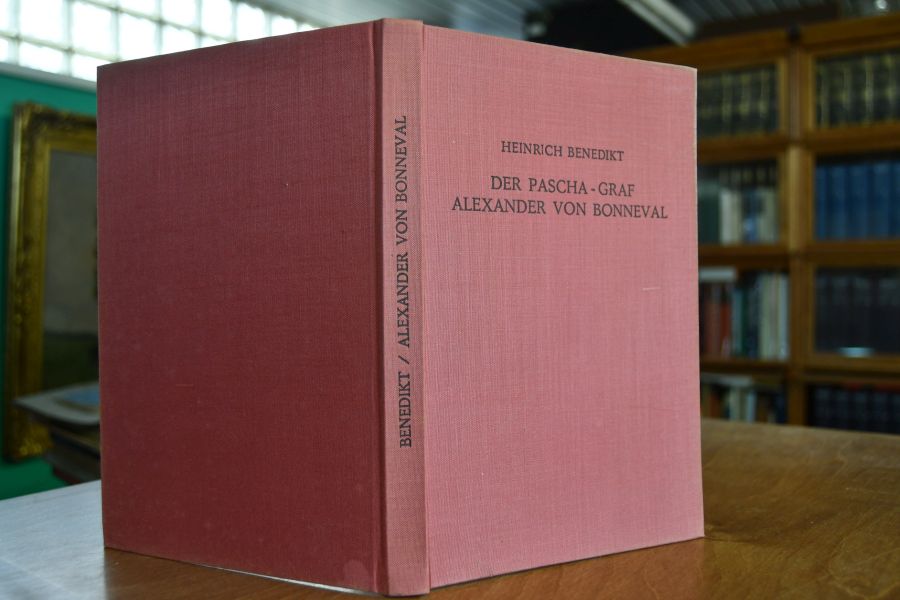 BENEDIKT / ALEXANDER VON BONNEVAL
HEINRICH BENEDIKT
DER PASCHA-GRAF
ALEXANDER VON BONNEVAL